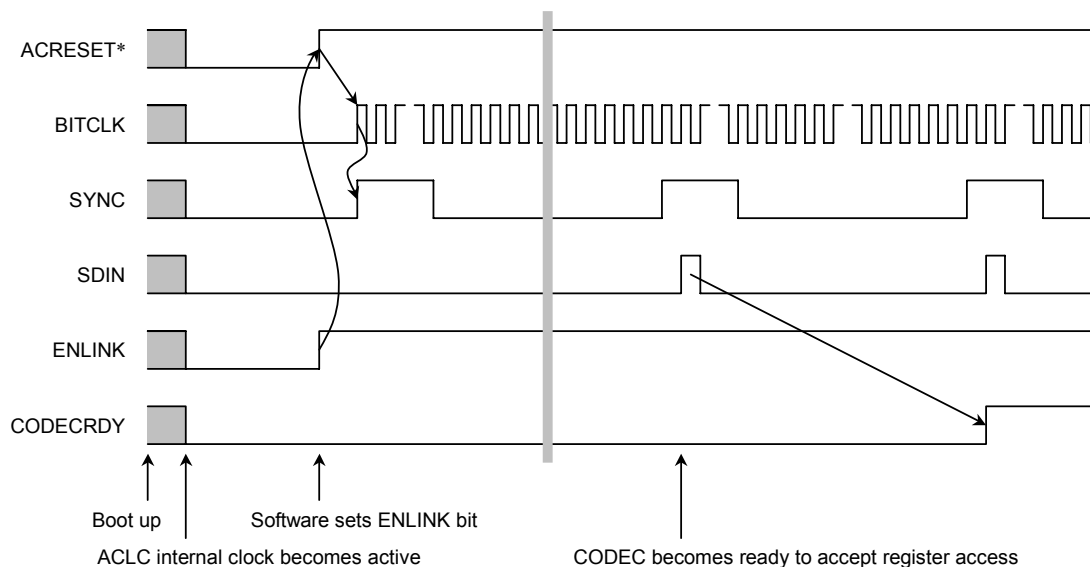 ACRESET*
BITCLK
SYNC
SDIN
ENLINK
CODECRDY
Boot up
Software sets ENLINK bit
ACLC internal clock becomes active
CODEC becomes ready to accept register access